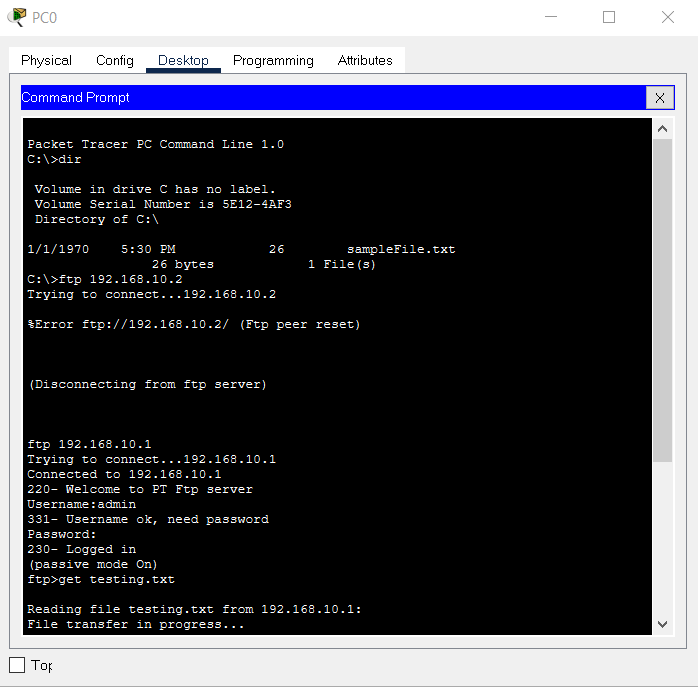 PC0
Physical Config Desktop Programming Attributes
Command Prompt
X
Packet Tracer PC Command Line 1.0
C:\>dir
Volume in drive C has no label.
Volume Serial Number is 5E12-4AF3
Directory of C:\
1/1/1970 5:30 PM 26 sampleFile.txt
26 bytes 1 File(s)
C:\>ftp 192.168.10.2
Trying to connect...192.168.10.2
%Error ftp://192.168.10.2/ (Ftp peer reset)
(Disconnecting from ftp server)
ftp 192.168.10.1
Trying to connect...192.168.10.1
Connected to 192.168.10.1
220- Welcome to PT Ftp server
Username:admin
331- Username ok, need password
Password:
230- Logged in
(passive mode On)
ftp>get testing.txt
Reading file testing.txt from 192.168.10.1:
File transfer in progress...
Top